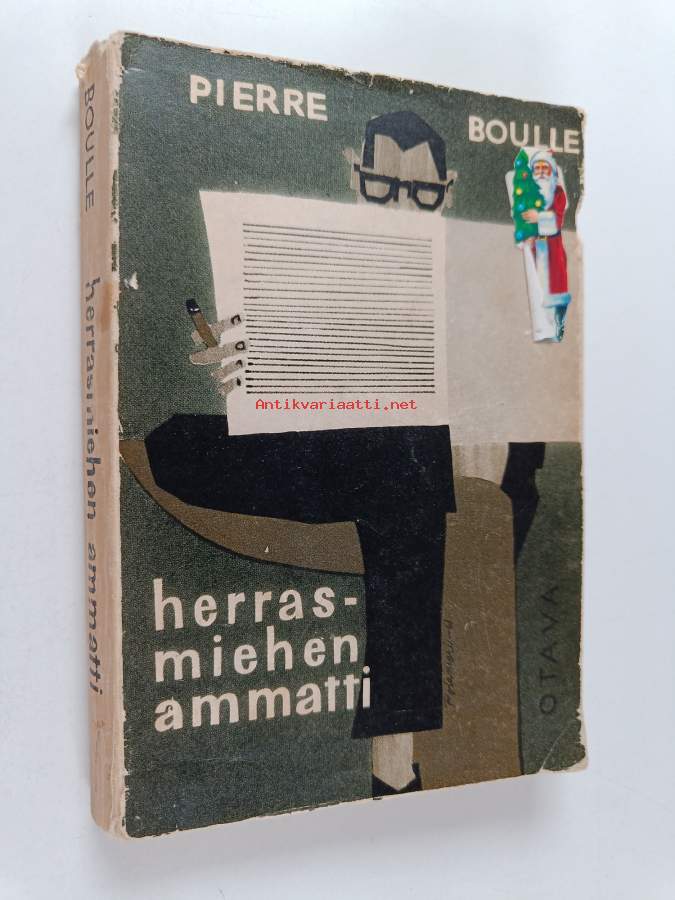 PIERRE
BOULLE
Antikvariaatti.net
herras-
miehen
ammatti
OTAVA
BOULLE herrasmiehen ammatti